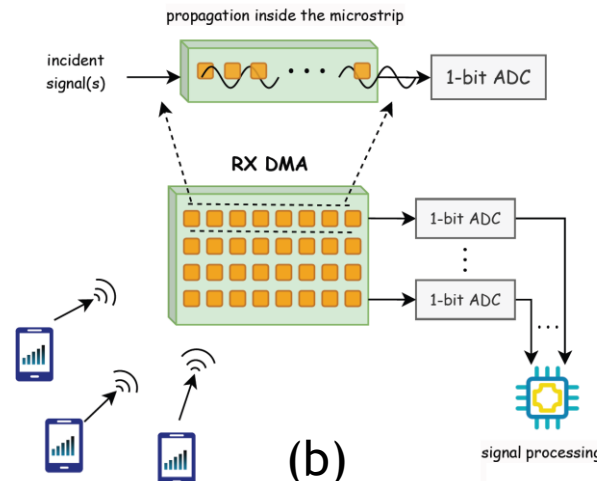 propagation inside the microstrip
incident
signal(s)
1-bit ADC
RX DMA
1-bit ADC
1-bit ADC
signal processing
(b)